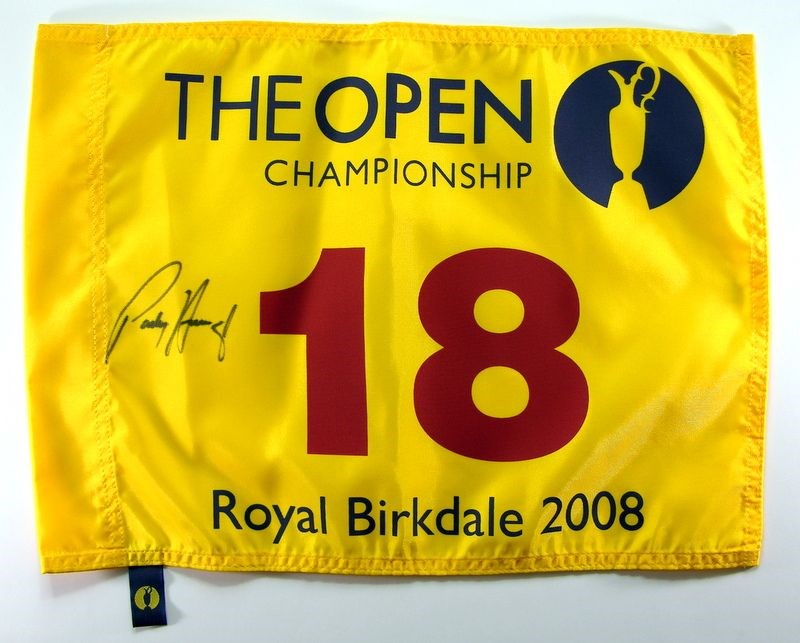 THE OPEN
CHAMPIONSHIP
18
Royal Birkdale 2008